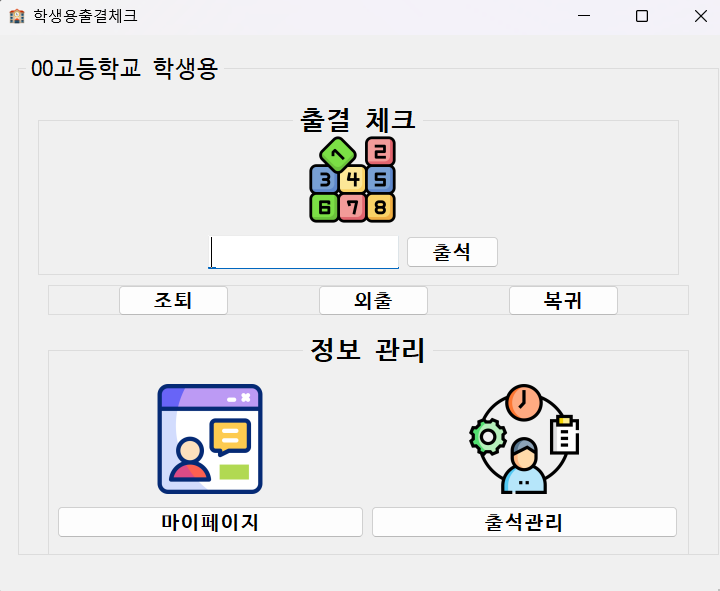 학생용출결체크
00고등학교 학생용
출결 체크
1 2
3 4 5
6 7 8
출석
조퇴 외출 복귀
정보 관리
마이페이지 출석관리